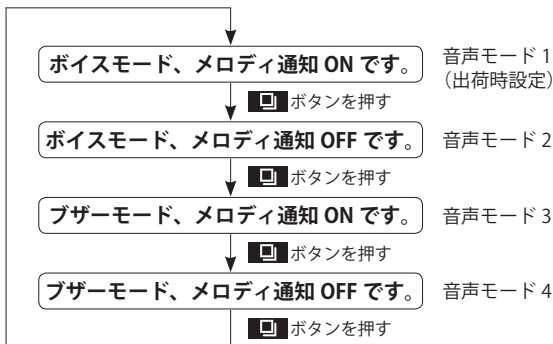 ボイスモード、メロディ通知 ON です。
音声モード 1
（出荷時設定）
ボタンを押す
ボイスモード、メロディ通知 OFF です。
音声モード 2
ボタンを押す
ブザーモード、メロディ通知 ON です。
音声モード 3
ボタンを押す
ブザーモード、メロディ通知 OFF です。
音声モード 4
ボタンを押す